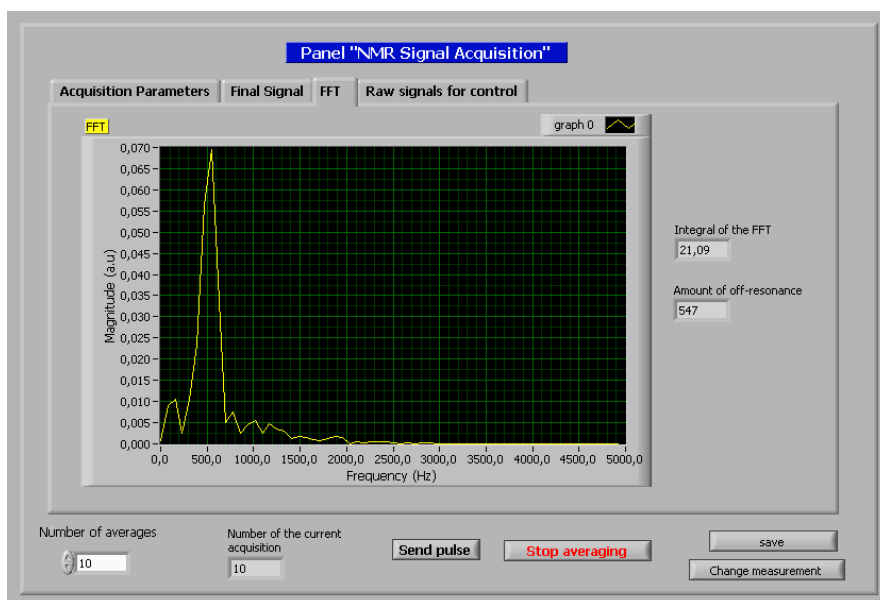 Panel "NMR Signal Acquisition"
Acquisition Parameters Final Signal FFT Raw signals for control
FFT
graph 0
0,070
0,065
0,060
0,055
0,050
0,045
0,040
0,035
0,030
0,025
0,020
0,015
0,010
0,005
0,000
Magnitude (a.u)
0,0 500,0 1000,0 1500,0 2000,0 2500,0 3000,0 3500,0 4000,0 4500,0 5000,0
Frequency (Hz)
Integral of the FFT
21,09
Amount of off-resonance
547
Number of averages
10
Number of the current
acquisition
10
Send pulse
Stop averaging
save
Change measurement